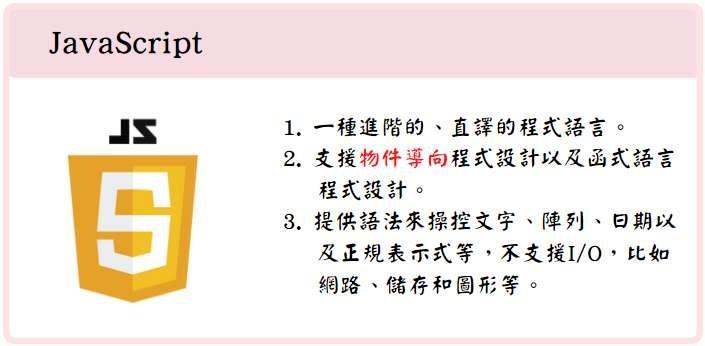 JavaScript
JS
1. 一種進階的、直譯的程式語言。
2. 支援物件導向程式設計以及函式語言
程式設計。
3. 提供語法來操控文字、陣列、日期以
及正規表示式等，不支援I/O，比如
網路、儲存和圖形等。